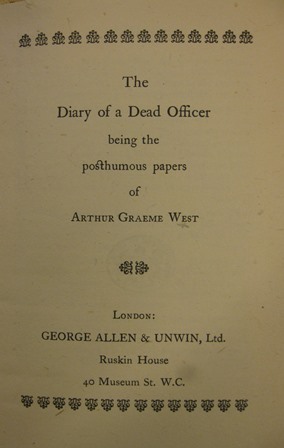 The
Diary of a Dead Officer
being the
posthumous papers
of
ARTHUR GRAEME WEST
LONDON:
GEORGE ALLEN & UNWIN, Ltd.
Ruskin House
40 Museum St. W.C.